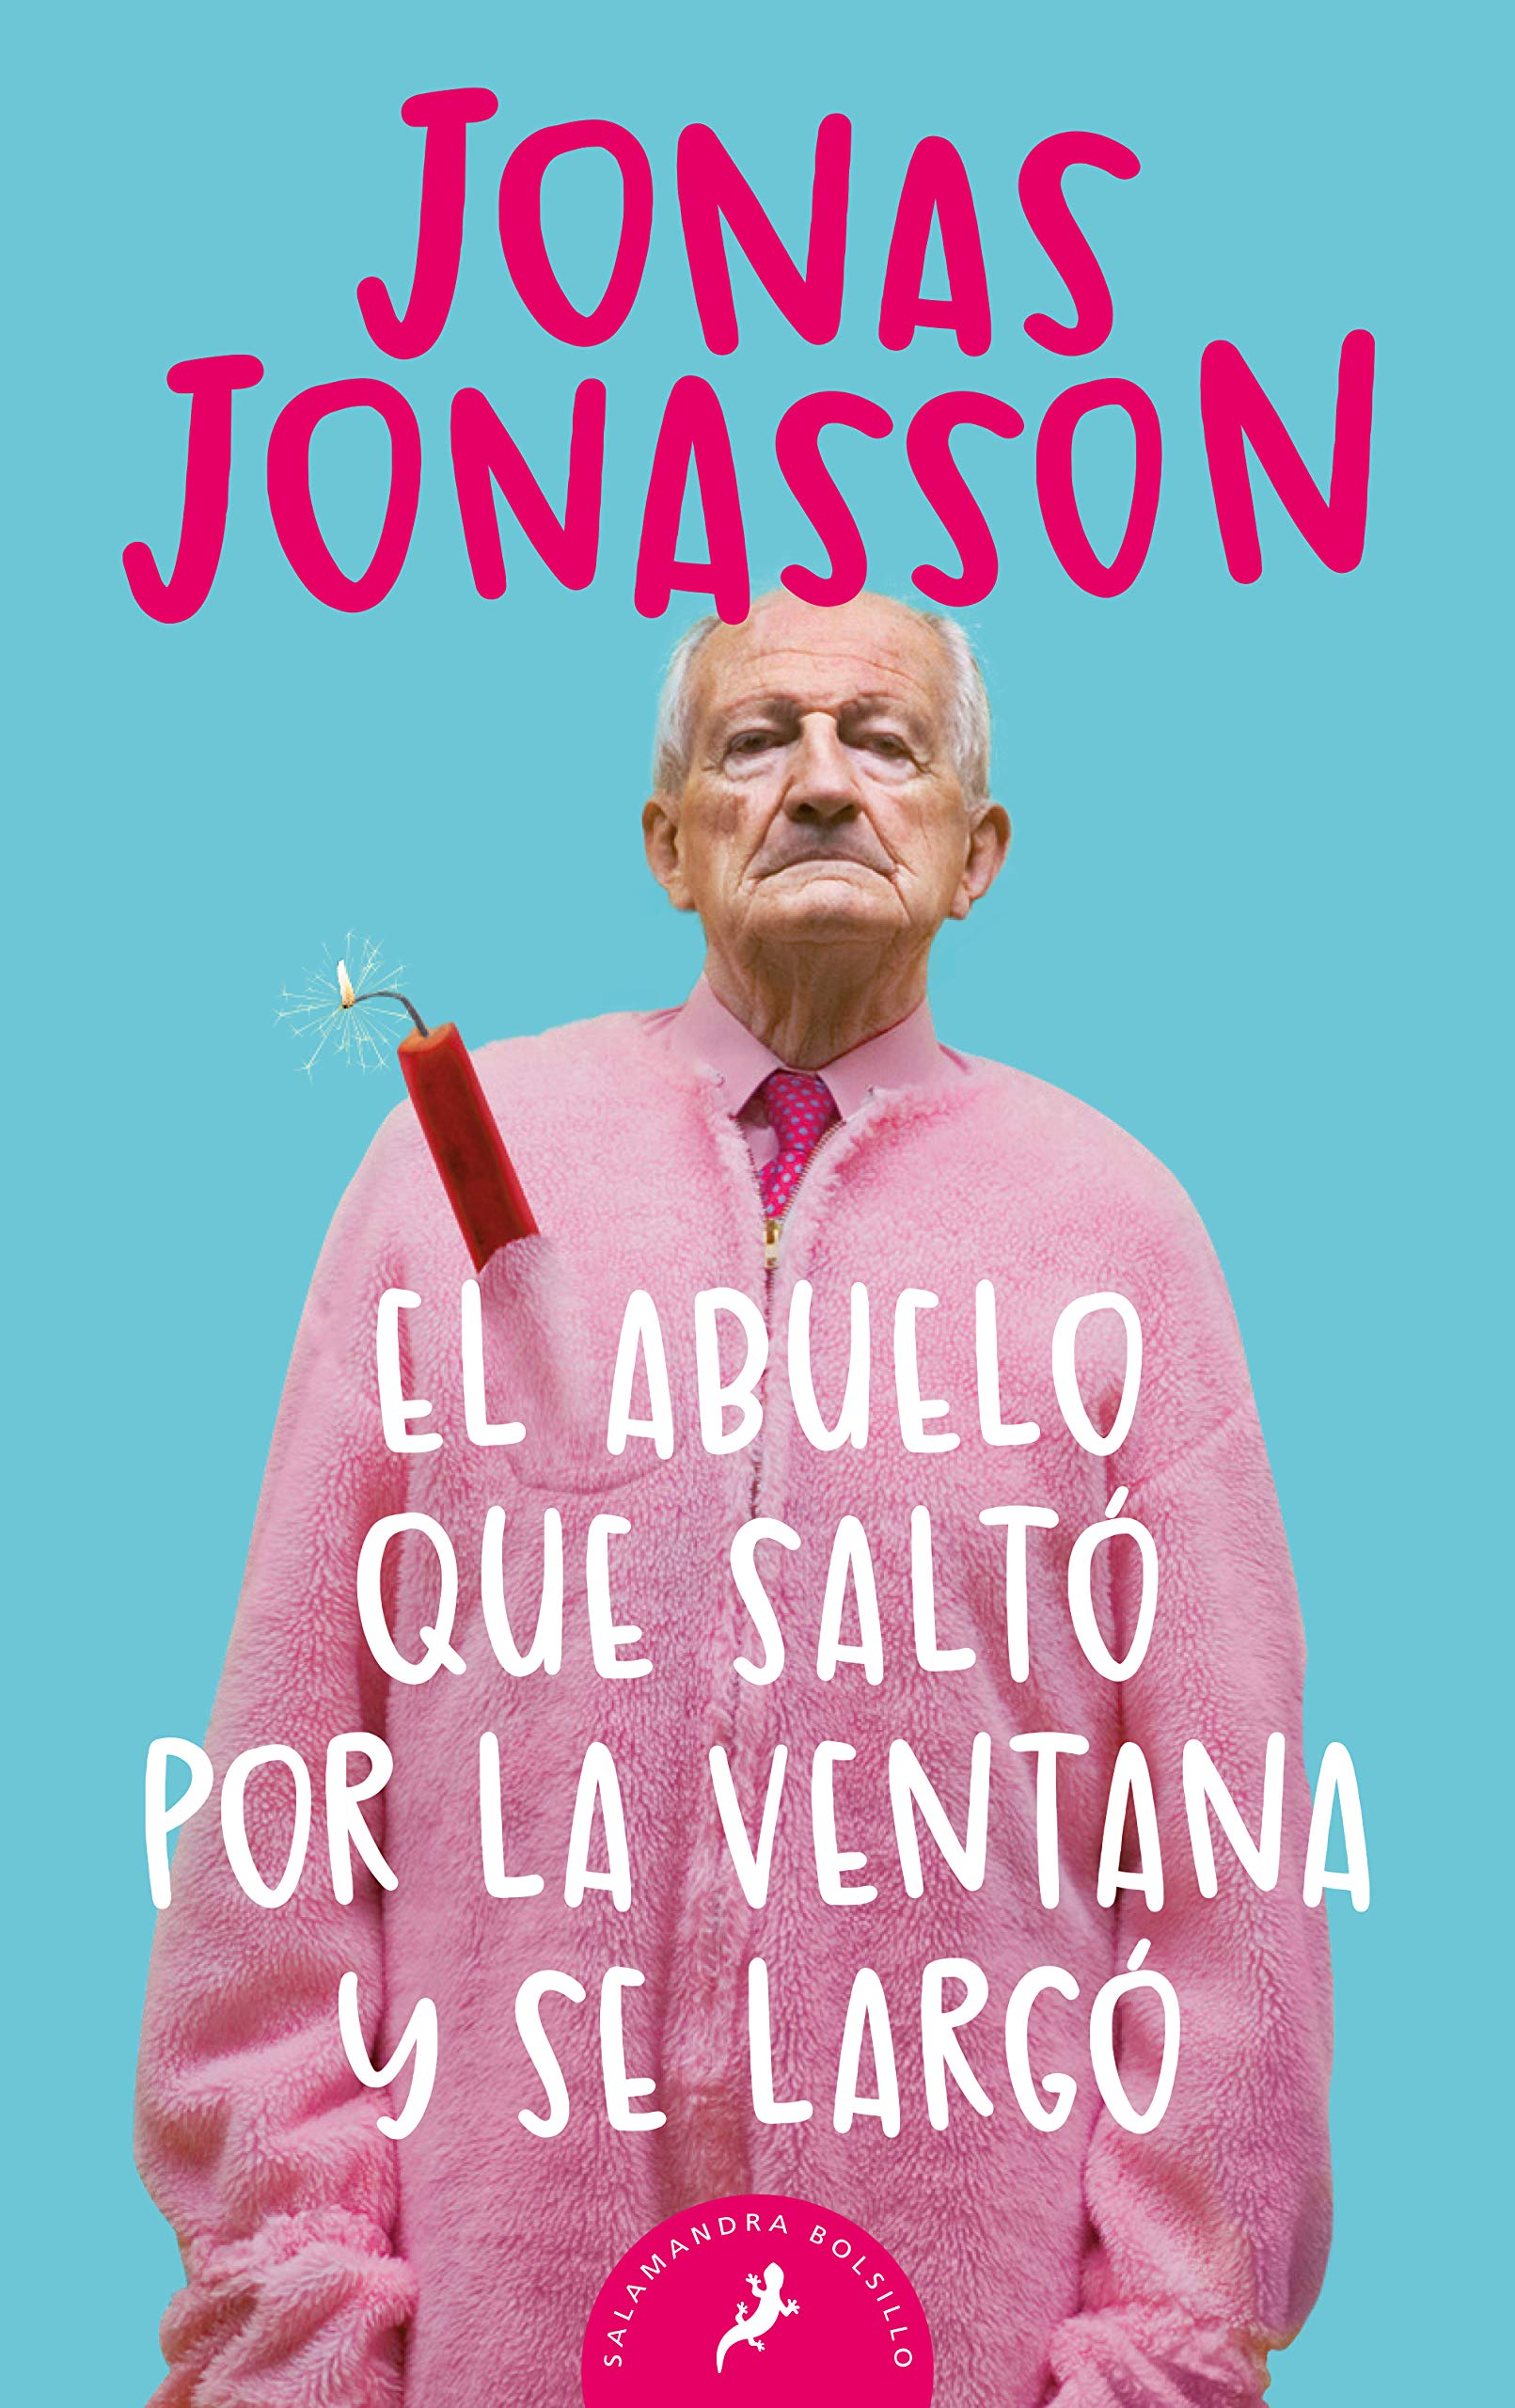 JONAS
JONASSON
EL ABUELO
QUE SALTÓ
POR LA VENTANA
Y SE LARGÓ
SALAMANDRA BOLSILLO